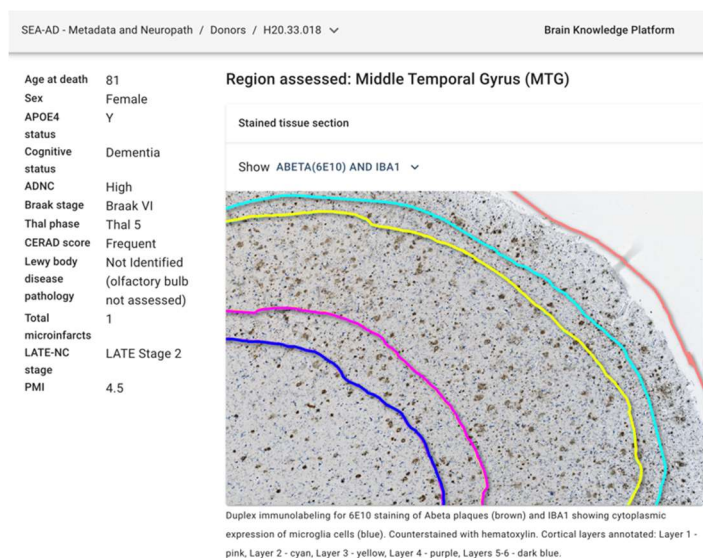 SEA-AD - Metadata and Neuropath / Donors / H20.33.018
Brain Knowledge Platform
Age at death 81
Sex Female
APOE4 Y
status
Cognitive Dementia
status
ADNC High
Braak stage Braak VI
Thal phase Thal 5
CERAD score Frequent
Lewy body Not Identified
disease (olfactory bulb
pathology not assessed)
Total 1
microinfarcts
LATE-NC LATE Stage 2
stage
PMI 4.5
Region assessed: Middle Temporal Gyrus (MTG)
Stained tissue section
Show ABETA(6E10) AND IBA1
Duplex immunolabeling for 6E10 staining of Abeta plaques (brown) and IBA1 showing cytoplasmic
expression of microglia cells (blue). Counterstained with hematoxylin. Cortical layers annotated: Layer 1 -
pink, Layer 2 - cyan, Layer 3 - yellow, Layer 4 - purple, Layers 5-6 - dark blue.